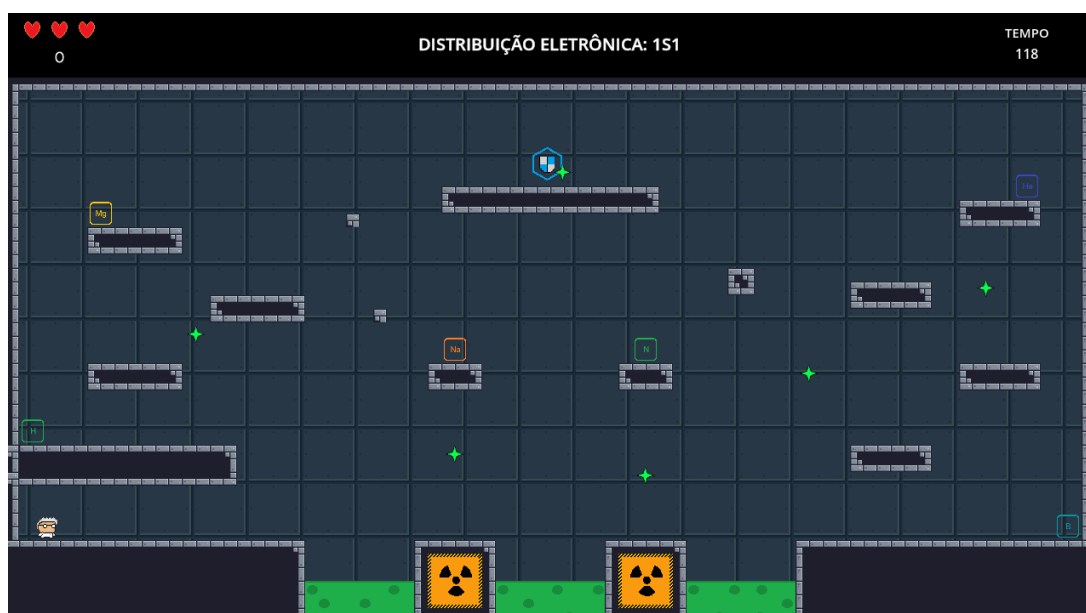 DISTRIBUIÇÃO ELETRÔNICA: 1S1
TEMPO
0
118
Mg
He
Na
N
H
B